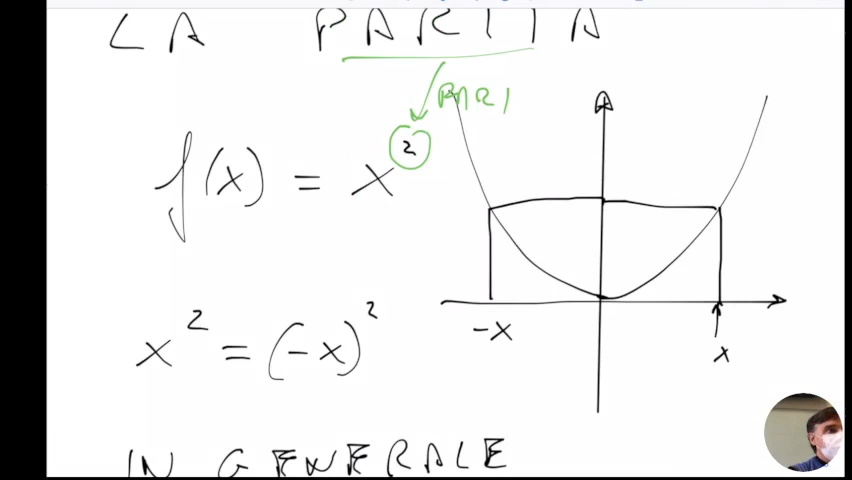 LA PARITÀ
PARI
f(x) = x²
x² = (-x)²
-x
x
IN GENERALE